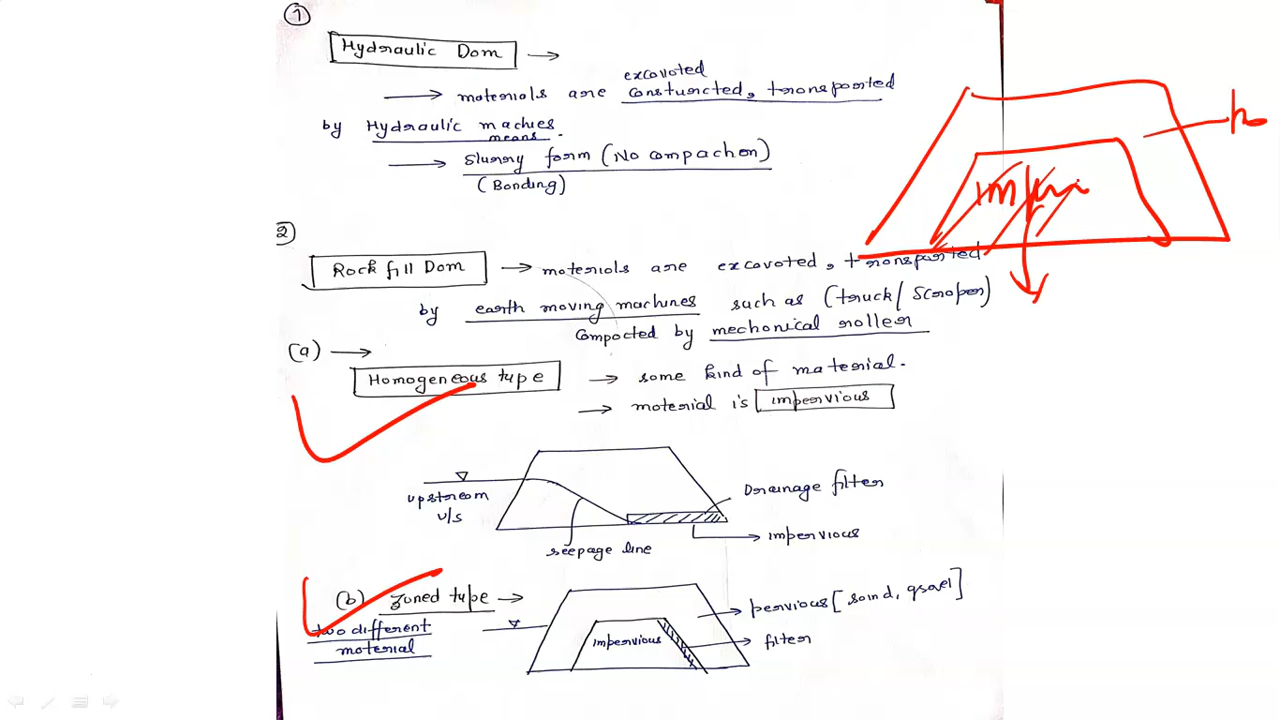 ①
Hydraulic Dam →
excavated
→ materials are constructed, transported
by Hydraulic machies
means.
→ slurry form (No compachen)
(Bonding)
②
Rock fill Dam → materials are excavated, transported
by earth moving machines such as (truck/Scraper)
compacted by mechanical roller
(a) →
Homogeneous type → same kind of material.
→ material is impervious
upstream
u/s
seepage line
Drainage filter
impervious
(b) zoned type →
two different
material
impervious
pervious [sand, gravel]
filter